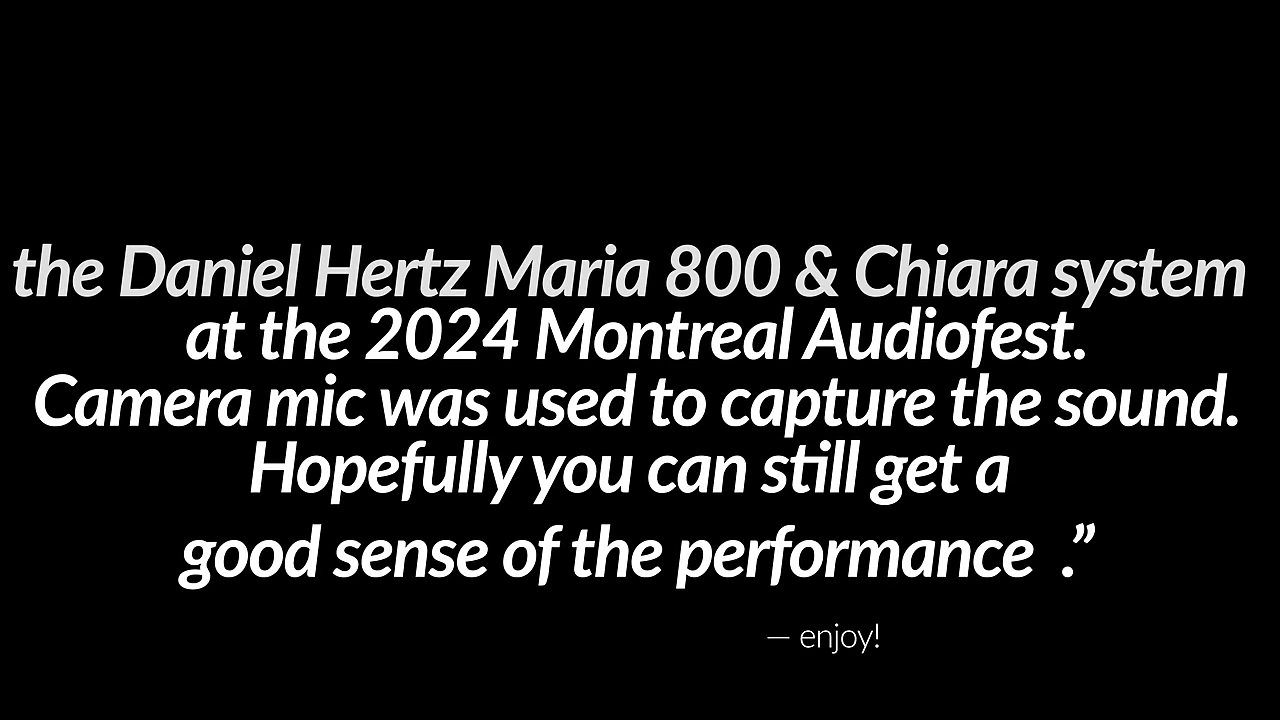 the Daniel Hertz Maria 800 & Chiara system
at the 2024 Montreal Audiofest.
Camera mic was used to capture the sound.
Hopefully you can still get a
good sense of the performance .”
— enjoy!